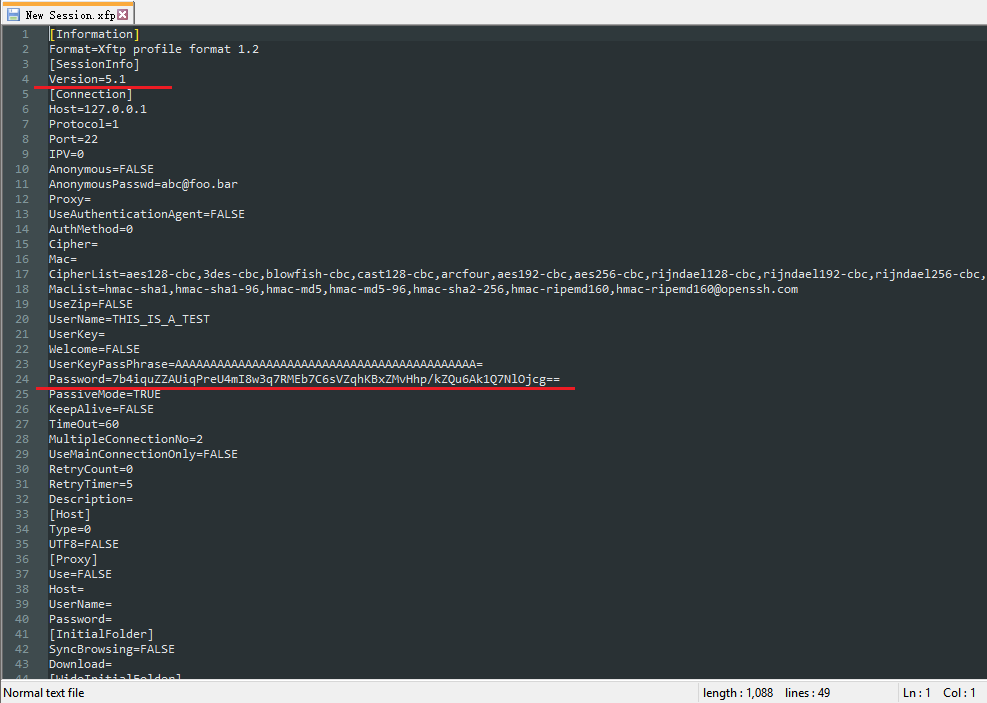 New Session.xfp
1 [Information]
2 Format=Xftp profile format 1.2
3 [SessionInfo]
4 Version=5.1
5 [Connection]
6 Host=127.0.0.1
7 Protocol=1
8 Port=22
9 IPV=0
10 Anonymous=FALSE
11 AnonymousPasswd=abc@foo.bar
12 Proxy=
13 UseAuthenticationAgent=FALSE
14 AuthMethod=0
15 Cipher=
16 Mac=
17 CipherList=aes128-cbc,3des-cbc,blowfish-cbc,cast128-cbc,arcfour,aes192-cbc,aes256-cbc,rijndael128-cbc,rijndael192-cbc,rijndael256-cbc,
18 MacList=hmac-sha1,hmac-sha1-96,hmac-md5,hmac-md5-96,hmac-sha2-256,hmac-ripemd160,hmac-ripemd160@openssh.com
19 UseZip=FALSE
20 UserName=THIS_IS_A_TEST
21 UserKey=
22 Welcome=FALSE
23 UserKeyPassPhrase=AAAAAAAAAAAAAAAAAAAAAAAAAAAAAAAAAAAAAAAAAAA=
24 Password=7b4iquZZAUiqPreU4mI8w3q7RMEb7C6sVZqhKBxZMvHhp/kZQu6Ak1Q7NlOjcg==
25 PassiveMode=TRUE
26 KeepAlive=FALSE
27 TimeOut=60
28 MultipleConnectionNo=2
29 UseMainConnectionOnly=FALSE
30 RetryCount=0
31 RetryTimer=5
32 Description=
33 [Host]
34 Type=0
35 UTF8=FALSE
36 [Proxy]
37 Use=FALSE
38 Host=
39 UserName=
40 Password=
41 [InitialFolder]
42 SyncBrowsing=FALSE
43 Download=
44 [WideInitialFolder]
Normal text file length : 1,088 lines : 49 Ln : 1 Col : 1